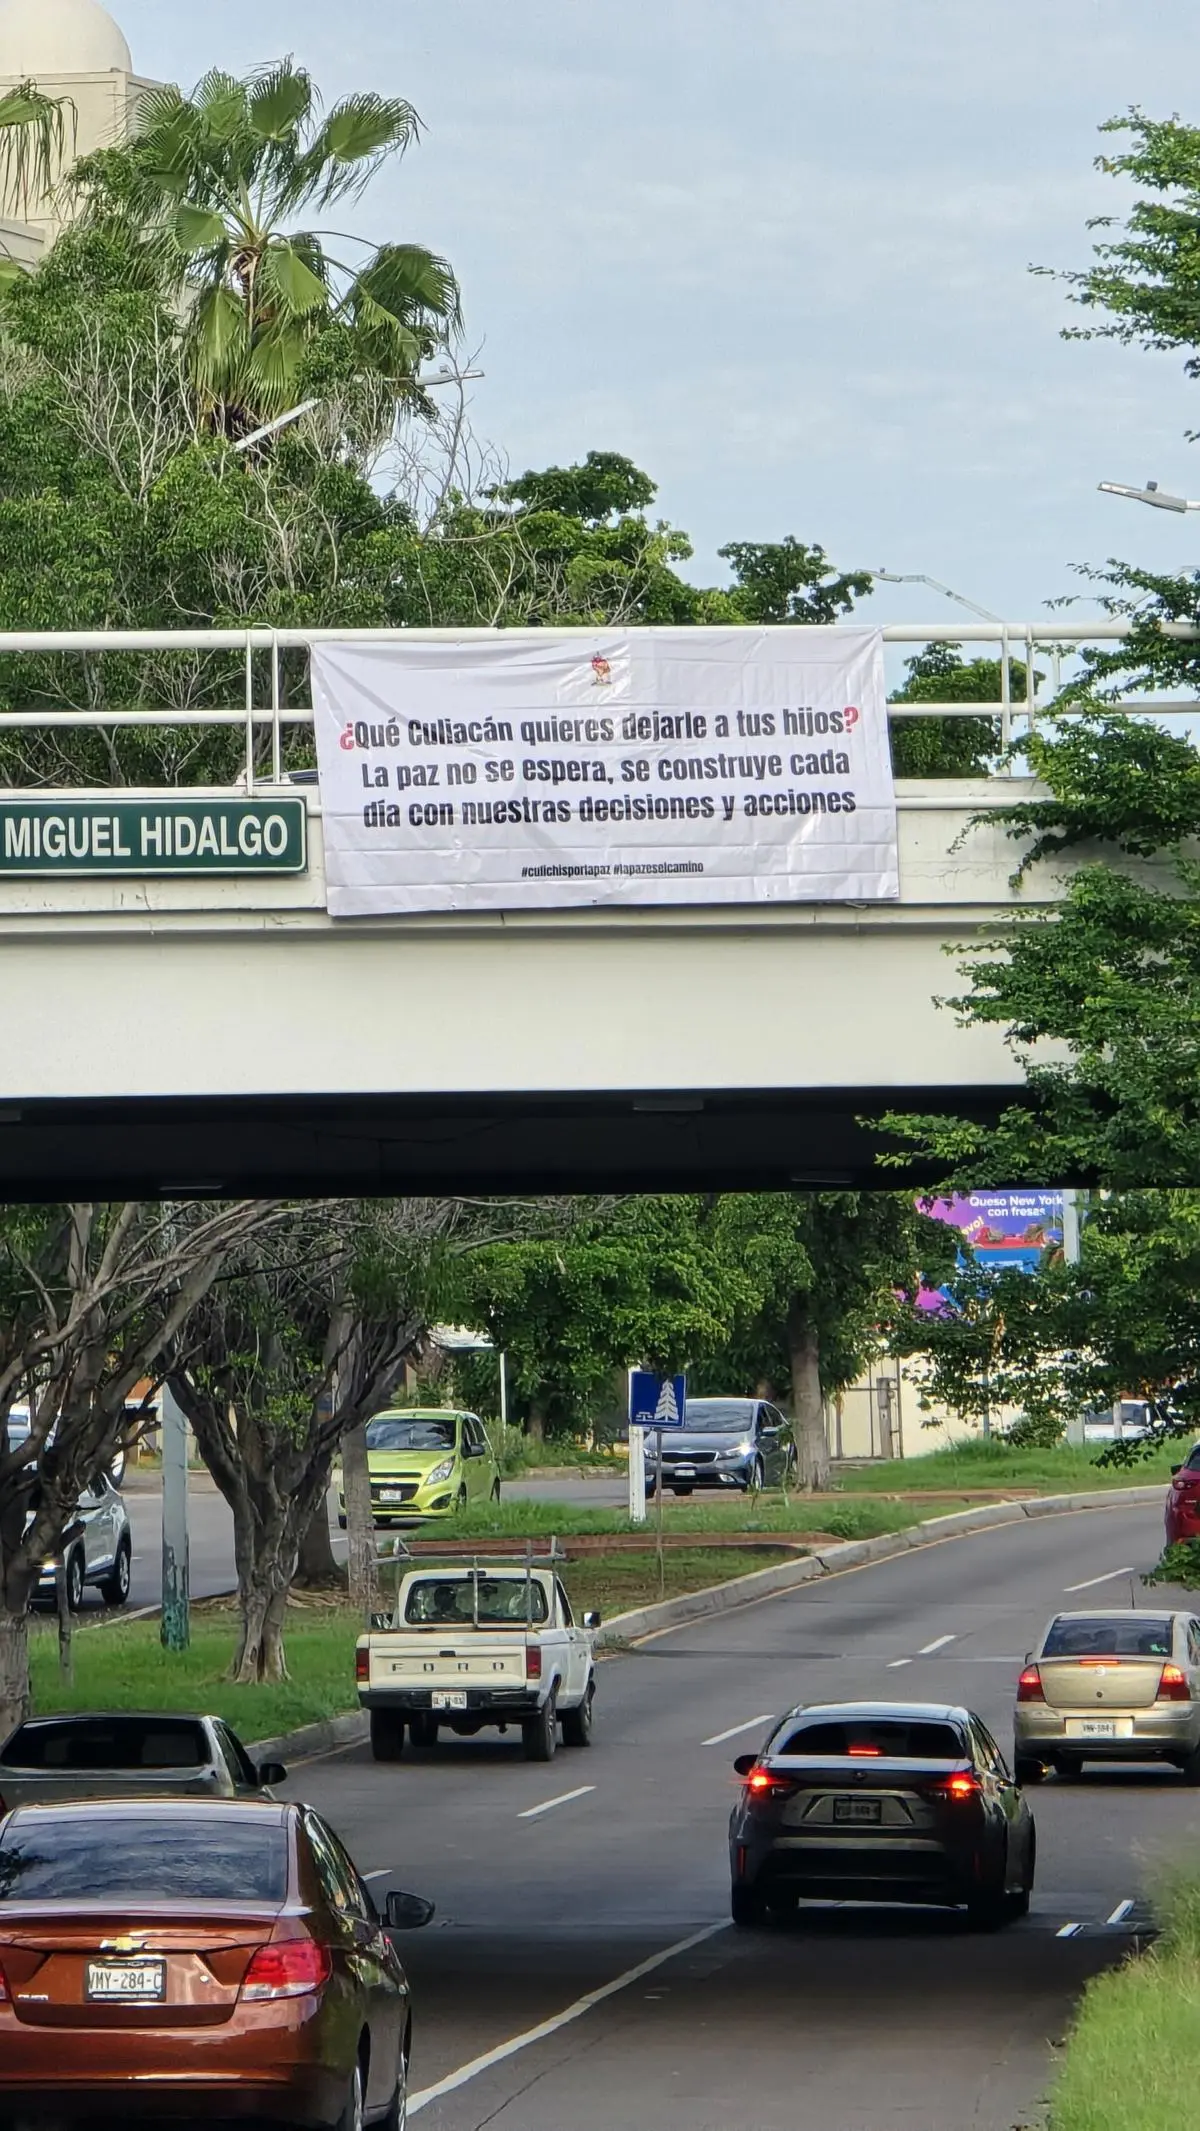 ¿Qué Culiacán quieres dejarle a tus hijos?
La paz no se espera, se construye cada
día con nuestras decisiones y acciones
#culichisporlapaz #lapazeselcamino
MIGUEL HIDALGO
Queso New York
con fresas
FORD
VMY-284-C